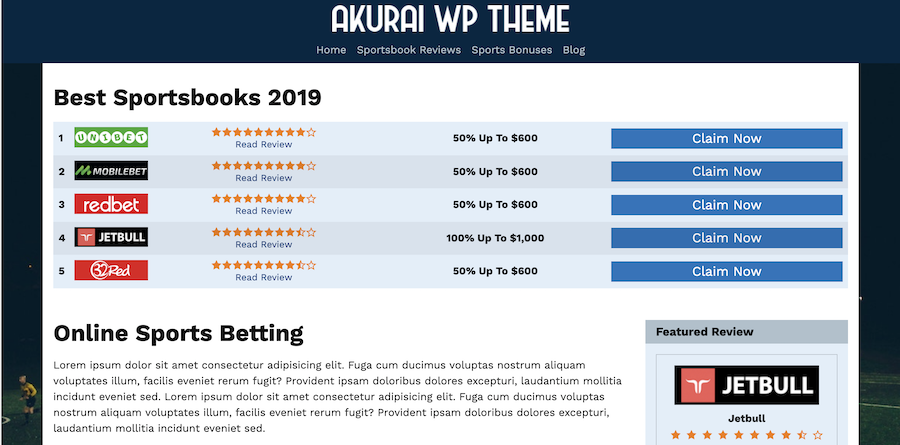 AKURAI WP THEME
Home Sportsbook Reviews Sports Bonuses Blog
Best Sportsbooks 2019
1 UNIBET 50% Up To $600 Claim Now
Read Review
2 MOBILEBET 50% Up To $600 Claim Now
Read Review
3 redbet 50% Up To $600 Claim Now
Read Review
4 JETBULL 100% Up To $1,000 Claim Now
Read Review
5 32Red 50% Up To $600 Claim Now
Read Review
Online Sports Betting
Lorem ipsum dolor sit amet consectetur adipisicing elit. Fuga cum ducimus voluptas nostrum aliquam
voluptates illum, facilis eveniet rerum fugit? Provident ipsam doloribus dolores excepturi, laudantium mollitia
incidunt eveniet sed. Lorem ipsum dolor sit amet consectetur adipisicing elit. Fuga cum ducimus voluptas
nostrum aliquam voluptates illum, facilis eveniet rerum fugit? Provident ipsam doloribus dolores excepturi,
laudantium mollitia incidunt eveniet sed.
Featured Review
JETBULL
Jetbull